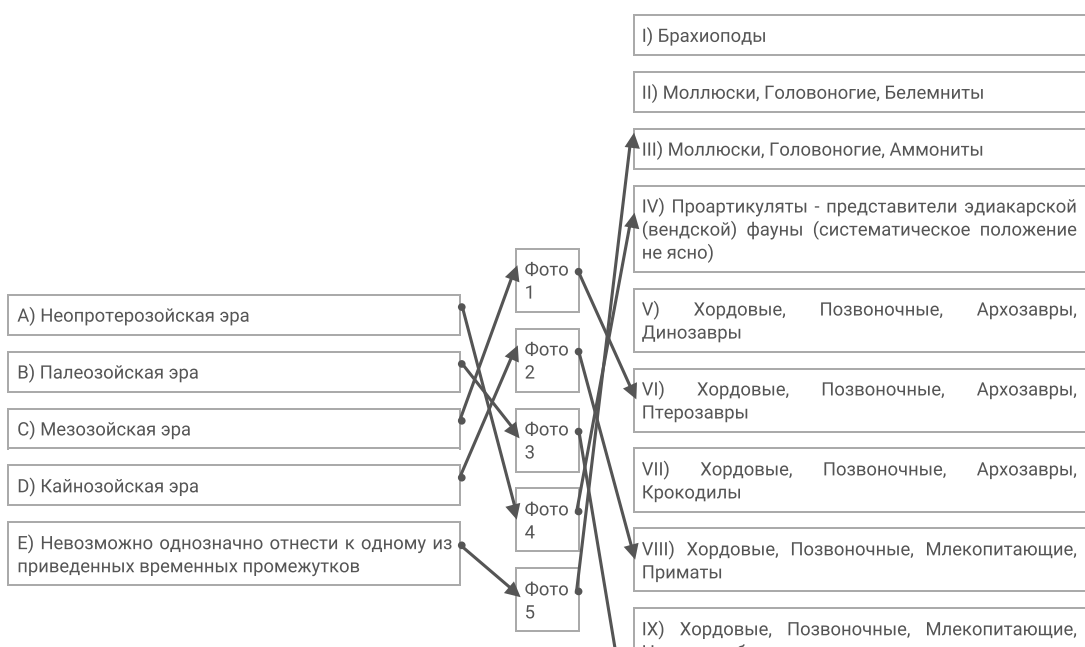 I) Брахиоподы
II) Моллюски, Головоногие, Белемниты
III) Моллюски, Головоногие, Аммониты
IV) Проартикуляты - представители эдиакарской
(вендской) фауны (систематическое положение
не ясно)
V) Хордовые, Позвоночные, Архозавры,
Динозавры
VI) Хордовые, Позвоночные, Архозавры,
Птерозавры
VII) Хордовые, Позвоночные, Архозавры,
Крокодилы
VIII) Хордовые, Позвоночные, Млекопитающие,
Приматы
IX) Хордовые, Позвоночные, Млекопитающие,
Фото
1
Фото
2
Фото
3
Фото
4
Фото
5
A) Неопротерозойская эра
B) Палеозойская эра
C) Мезозойская эра
D) Кайнозойская эра
E) Невозможно однозначно отнести к одному из
приведенных временных промежутков